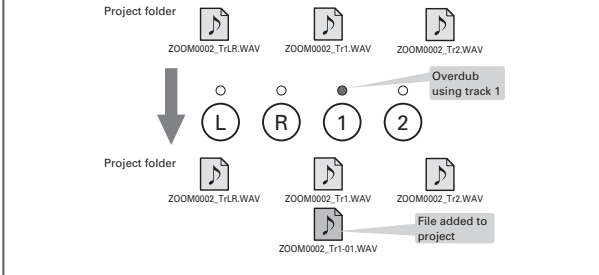 Project folder
ZOOM0002_TrLR.WAV ZOOM0002_Tr1.WAV ZOOM0002_Tr2.WAV
Overdub
using track 1
L R 1 2
Project folder
ZOOM0002_TrLR.WAV ZOOM0002_Tr1.WAV ZOOM0002_Tr2.WAV
File added to
project
ZOOM0002_Tr1-01.WAV